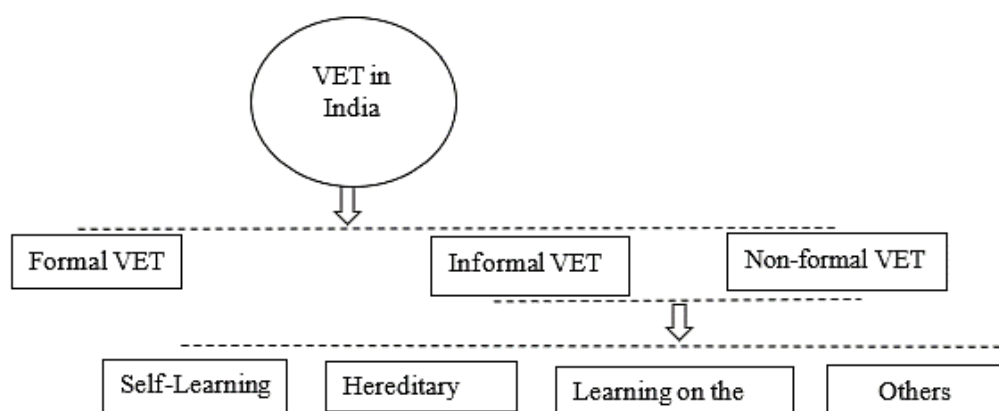 VET in
India
Formal VET
Informal VET
Non-formal VET
Self-Learning
Hereditary
Learning on the
Others